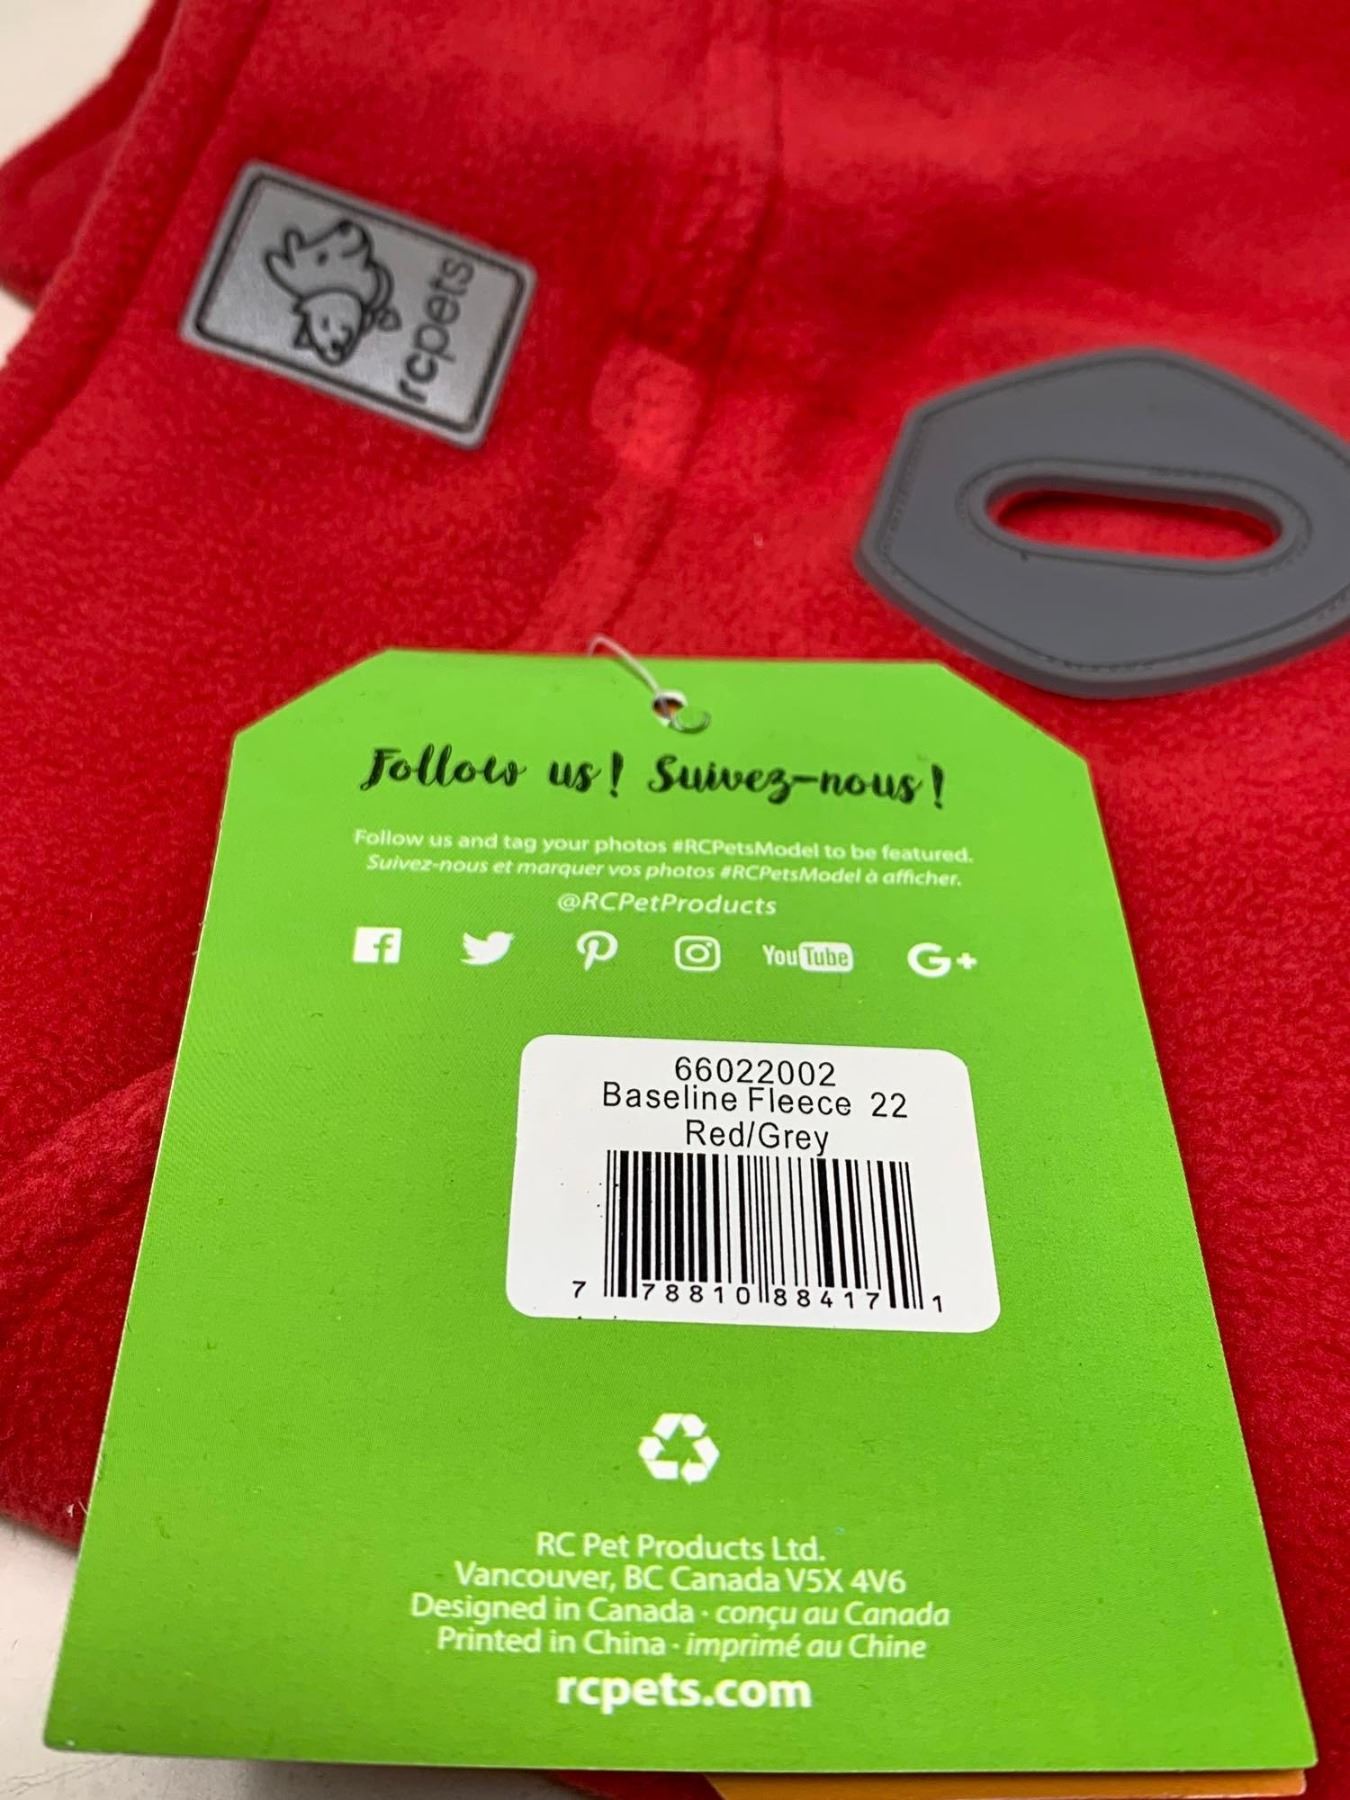 rcpets
Follow us! Suivez-nous!
Follow us and tag your photos #RCPetsModel to be featured.
Suivez-nous et marquer vos photos #RCPetsModel à afficher.
@RCPetProducts
You Tube G+
66022002
Baseline Fleece 22
Red/Grey
7 78810 88417 1
RC Pet Products Ltd.
Vancouver, BC Canada V5X 4V6
Designed in Canada · conçu au Canada
Printed in China · imprimé au Chine
rcpets.com